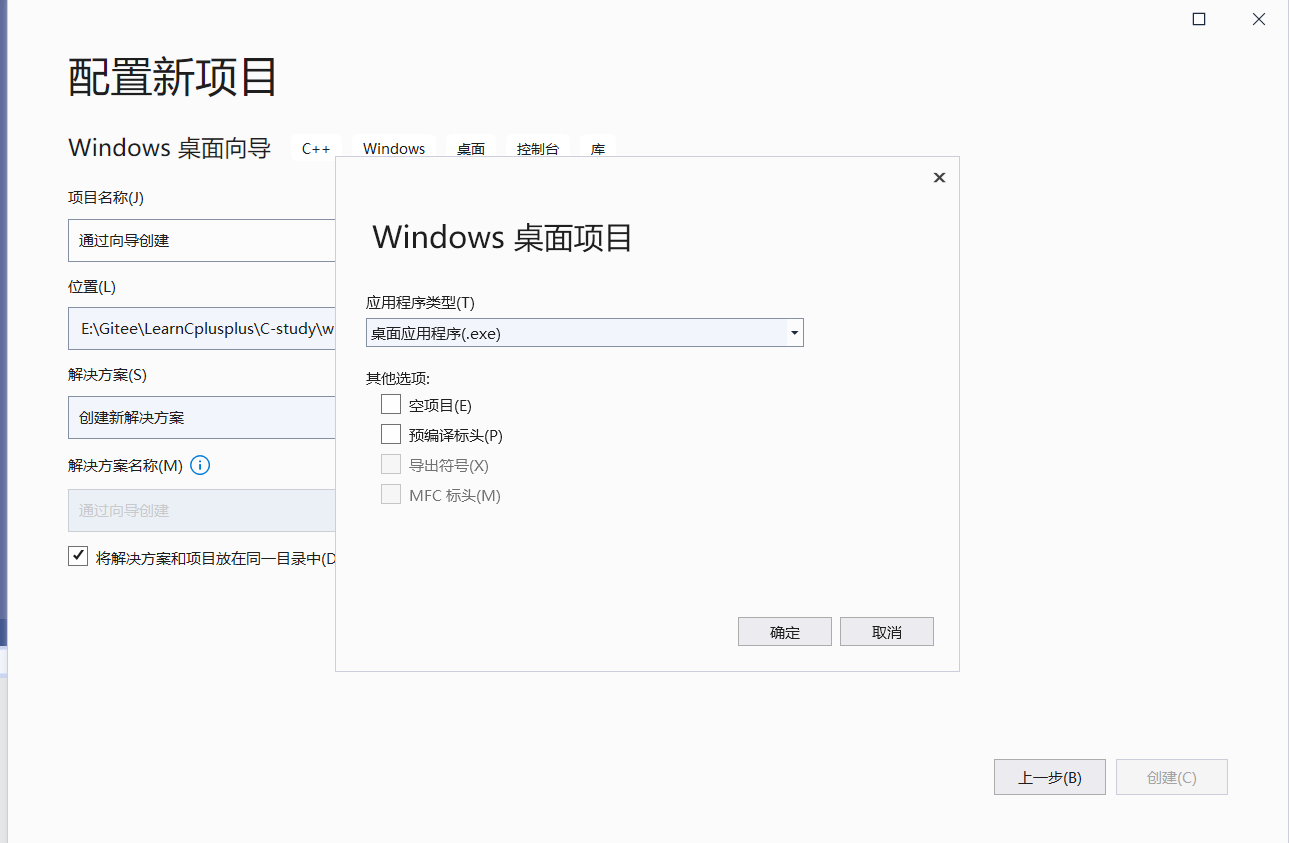 配置新项目
Windows 桌面向导 C++ Windows 桌面 控制台 库
项目名称(J)
通过向导创建
位置(L)
E:\Gitee\LearnCplusplus\C-study\w
解决方案(S)
创建新解决方案
解决方案名称(M)
通过向导创建
将解决方案和项目放在同一目录中(D
Windows 桌面项目
应用程序类型(T)
桌面应用程序(.exe)
其他选项:
空项目(E)
预编译标头(P)
导出符号(X)
MFC 标头(M)
确定 取消
上一步(B) 创建(C)